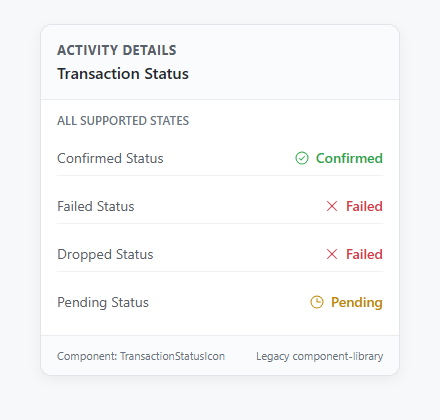 ACTIVITY DETAILS
Transaction Status
ALL SUPPORTED STATES
Confirmed Status Confirmed
Failed Status Failed
Dropped Status Failed
Pending Status Pending
Component: TransactionStatusIcon Legacy component-library